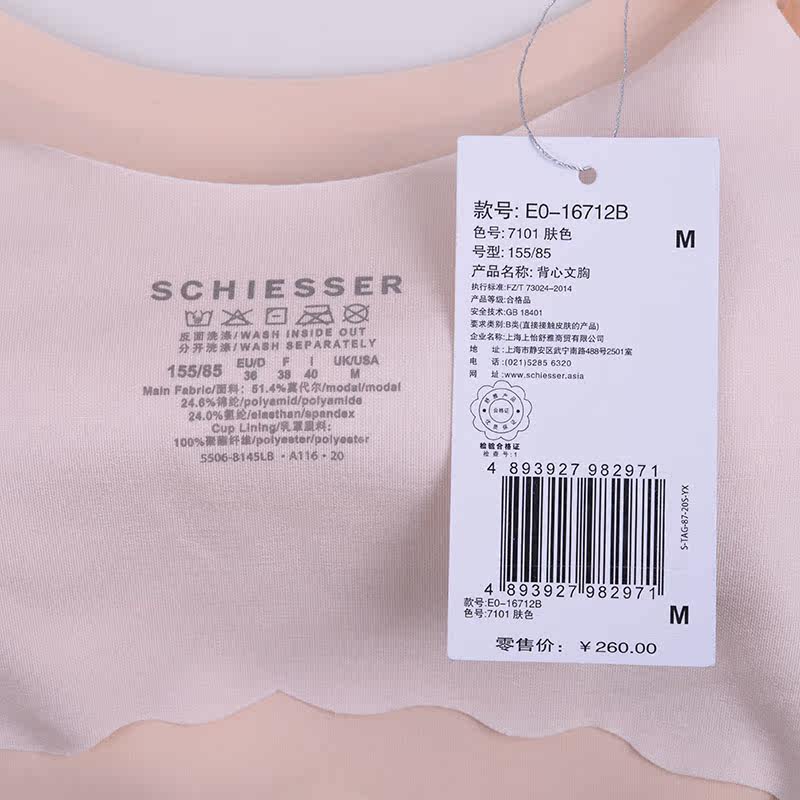 SCHIESSER
反面洗涤/WASH INSIDE OUT
分开洗涤/WASH SEPARATELY
155/85 EU/D 36 F 38 I 40 UK/USA M
Main Fabric/面料: 51.4%莫代尔/modal/modal
24.6%锦纶/polyamid/polyamide
24.0%氨纶/elasthan/spandex
Cup Lining/乳罩里料:
100%聚酯纤维/polyester/polyester
5506-8145LB · A116 · 20
款号: E0-16712B
色号: 7101 肤色
M
号型: 155/85
产品名称: 背心文胸
执行标准:FZ/T 73024-2014
产品等级:合格品
安全技术:GB 18401
要求类别:B类(直接接触皮肤的产品)
企业名称:上海上怡舒雅商贸有限公司
地 址:上海市静安区武宁南路488号2501室
电 话:(021)5285 6320
网 址:www.schiesser.asia
合格证
检验合格证
检查号:1
4 893927 982971
4 893927 982971
S-TAG-87-20S-YX
款号:E0-16712B
色号:7101 肤色
M
零售价: ¥260.00